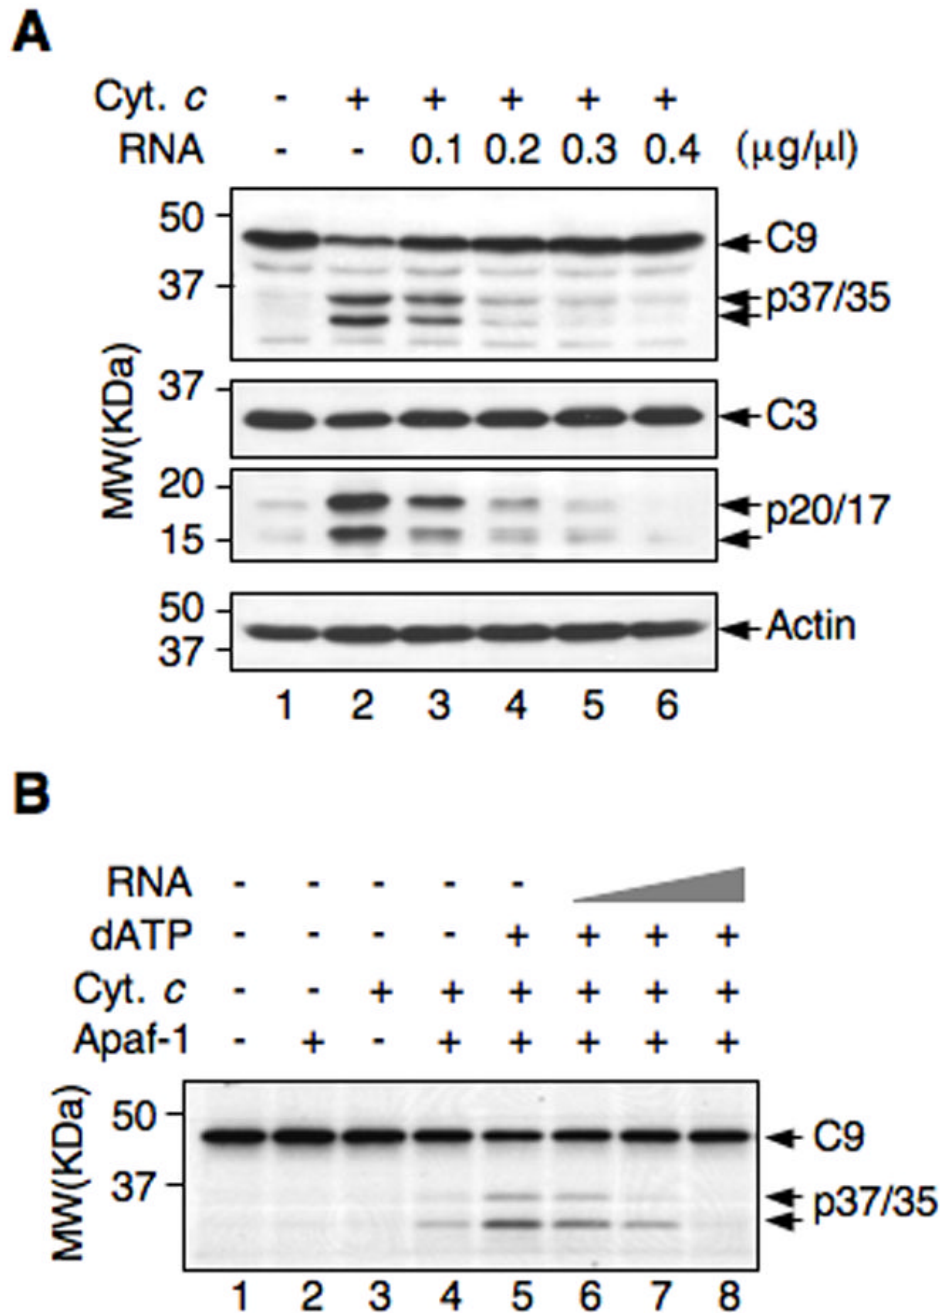 A
Cyt. c - + + + + +
RNA - - 0.1 0.2 0.3 0.4 (µg/µl)
50
C9
37
p37/35
MW(KDa)
37
C3
20
p20/17
15
50
Actin
37
1 2 3 4 5 6
B
RNA - - - - -
dATP - - - - + + + +
Cyt. c - - + + + + + +
Apaf-1 - + - + + + + +
MW(KDa)
50
C9
37
p37/35
1 2 3 4 5 6 7 8